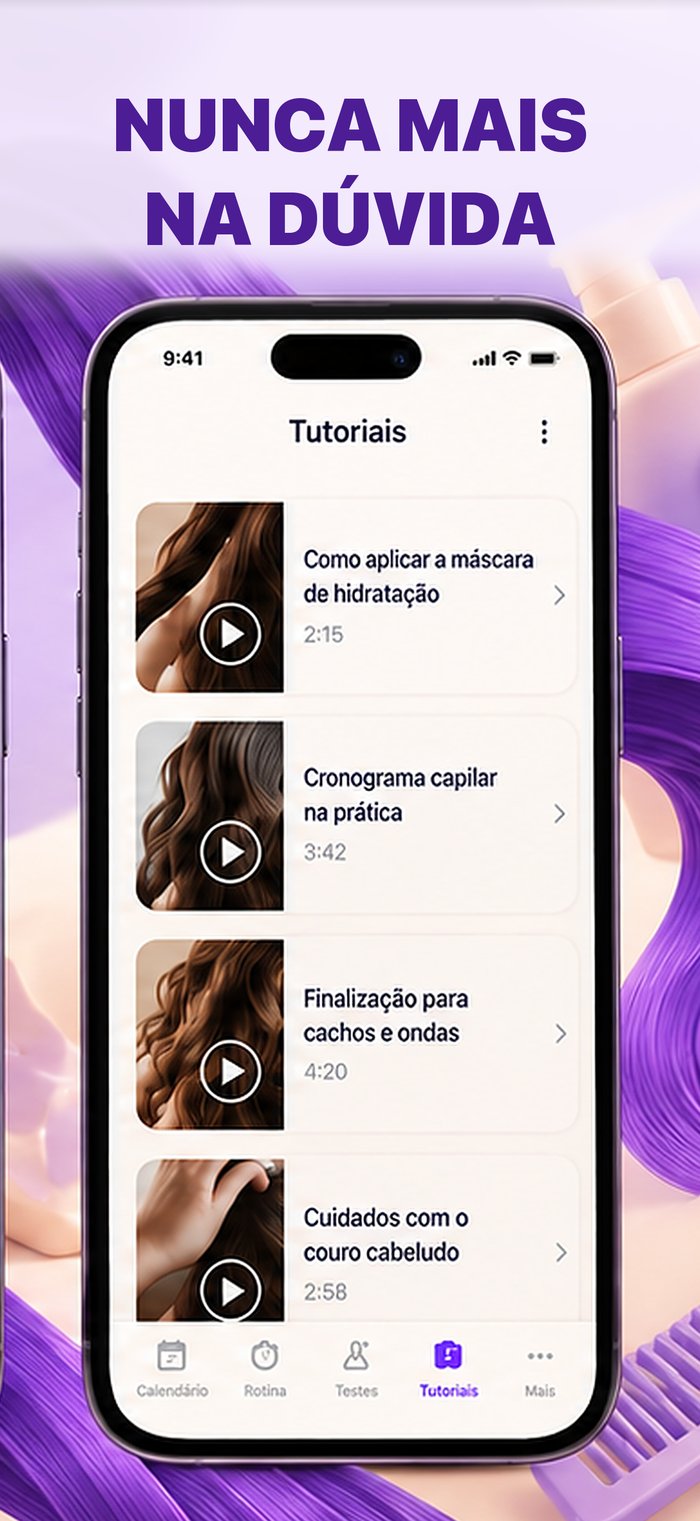 NUNCA MAIS
NA DÚVIDA
9:41
Tutoriais
Como aplicar a máscara
de hidratação
2:15
Cronograma capilar
na prática
3:42
Finalização para
cachos e ondas
4:20
Cuidados com o
couro cabeludo
2:58
Calendário Rotina Testes Tutoriais Mais